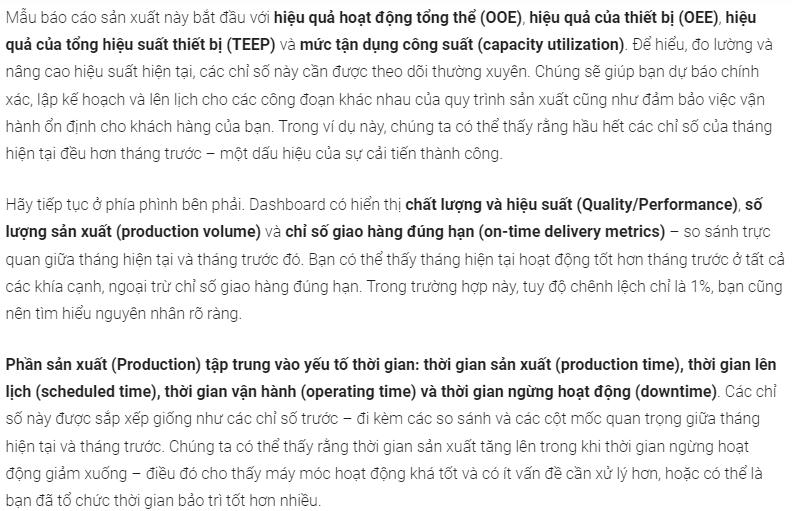 Mẫu báo cáo sản xuất này bắt đầu với hiệu quả hoạt động tổng thể (OOE), hiệu quả của thiết bị (OEE), hiệu
quả của tổng hiệu suất thiết bị (TEEP) và mức tận dụng công suất (capacity utilization). Để hiểu, đo lường và
nâng cao hiệu suất hiện tại, các chỉ số này cần được theo dõi thường xuyên. Chúng sẽ giúp bạn dự báo chính
xác, lập kế hoạch và lên lịch cho các công đoạn khác nhau của quy trình sản xuất cũng như đảm bảo việc vận
hành ổn định cho khách hàng của bạn. Trong ví dụ này, chúng ta có thể thấy rằng hầu hết các chỉ số của tháng
hiện tại đều hơn tháng trước – một dấu hiệu của sự cải tiến thành công.
Hãy tiếp tục ở phía phình bên phải. Dashboard có hiển thị chất lượng và hiệu suất (Quality/Performance), số
lượng sản xuất (production volume) và chỉ số giao hàng đúng hạn (on-time delivery metrics) – so sánh trực
quan giữa tháng hiện tại và tháng trước đó. Bạn có thể thấy tháng hiện tại hoạt động tốt hơn tháng trước ở tất cả
các khía cạnh, ngoại trừ chỉ số giao hàng đúng hạn. Trong trường hợp này, tuy độ chênh lệch chỉ là 1%, bạn cũng
nên tìm hiểu nguyên nhân rõ ràng.
Phần sản xuất (Production) tập trung vào yếu tố thời gian: thời gian sản xuất (production time), thời gian lên
lịch (scheduled time), thời gian vận hành (operating time) và thời gian ngừng hoạt động (downtime). Các chỉ
số này được sắp xếp giống như các chỉ số trước – đi kèm các so sánh và các cột mốc quan trọng giữa tháng
hiện tại và tháng trước. Chúng ta có thể thấy rằng thời gian sản xuất tăng lên trong khi thời gian ngừng hoạt
động giảm xuống – điều đó cho thấy máy móc hoạt động khá tốt và có ít vấn đề cần xử lý hơn, hoặc có thể là
bạn đã tổ chức thời gian bảo trì tốt hơn nhiều.